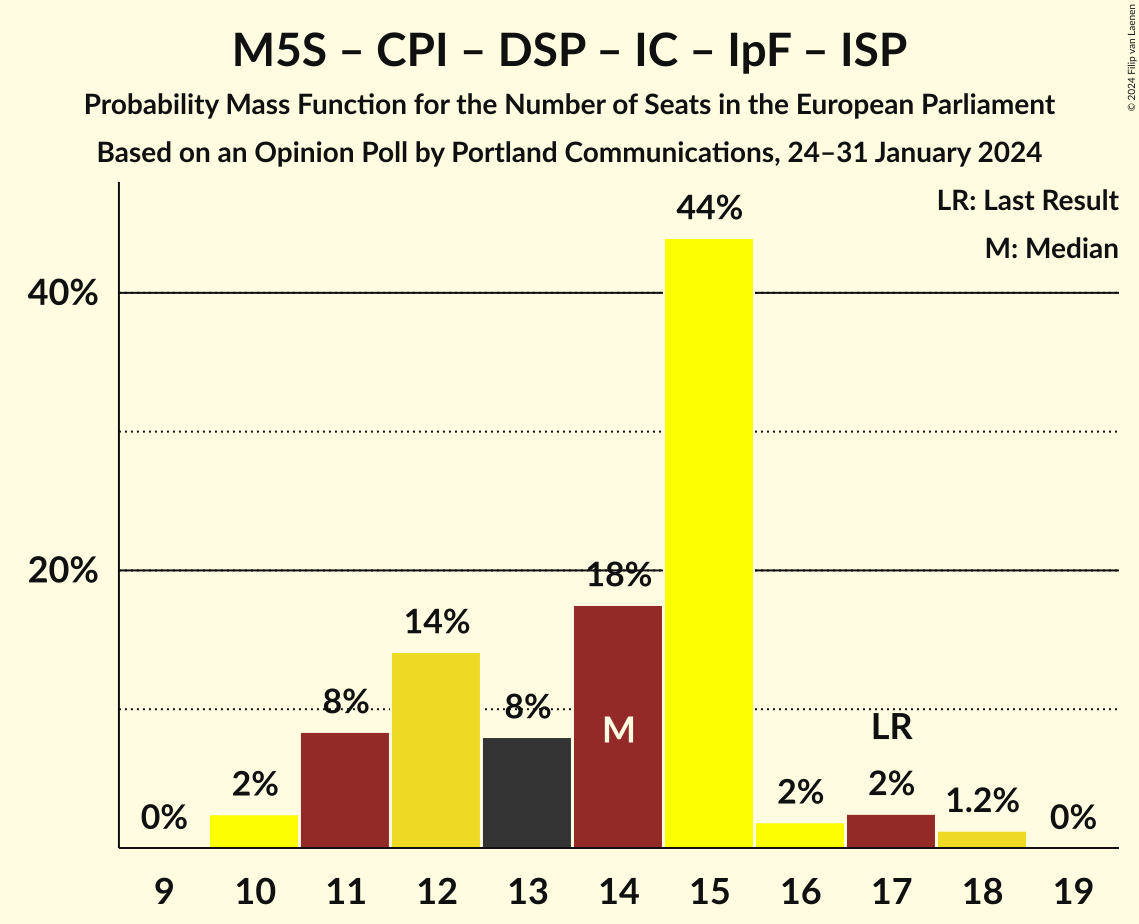 M5S – CPI – DSP – IC – IpF – ISP
Probability Mass Function for the Number of Seats in the European Parliament
Based on an Opinion Poll by Portland Communications, 24–31 January 2024
© 2024 Filip van Laenen
LR: Last Result
M: Median
40%
20%
0%
2%
8%
14%
8%
18%
M
44%
2%
LR
2%
1.2%
0%
9 10 11 12 13 14 15 16 17 18 19